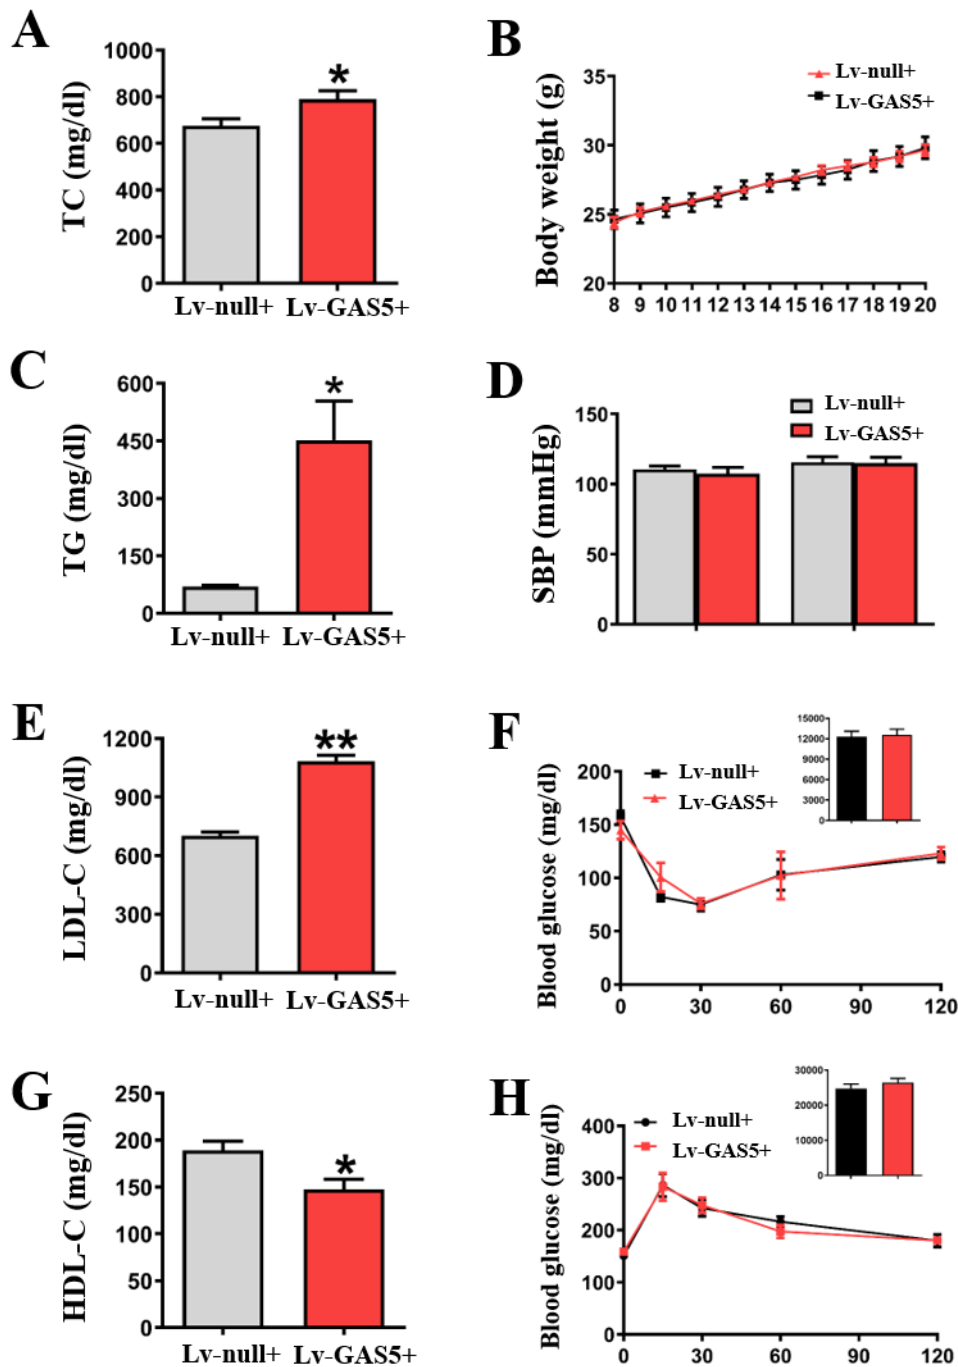 A
TC (mg/dl)
1000
800
600
400
200
0
*
Lv-null+ Lv-GAS5+
B
Body weight (g)
35
30
25
20
Lv-null+
Lv-GAS5+
8 9 10 11 12 13 14 15 16 17 18 19 20
C
TG (mg/dl)
600
450
300
150
0
*
Lv-null+ Lv-GAS5+
D
SBP (mmHg)
150
100
50
0
Lv-null+
Lv-GAS5+
E
LDL-C (mg/dl)
1200
900
600
300
0
**
Lv-null+ Lv-GAS5+
F
Blood glucose (mg/dl)
200
150
100
50
0
Lv-null+
Lv-GAS5+
15000
12000
9000
6000
3000
0
0 30 60 90 120
G
HDL-C (mg/dl)
250
200
150
100
50
0
*
Lv-null+ Lv-GAS5+
H
Blood glucose (mg/dl)
400
300
200
100
0
Lv-null+
Lv-GAS5+
30000
20000
10000
0
0 30 60 90 120